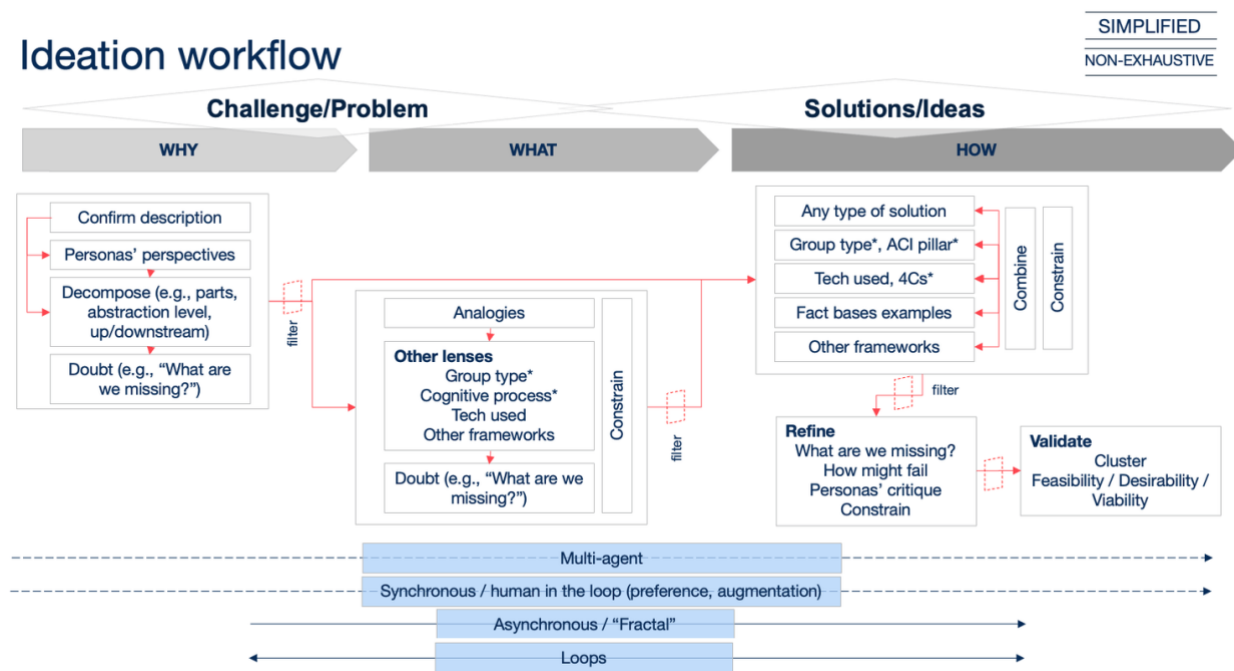 SIMPLIFIED
NON-EXHAUSTIVE
Ideation workflow
Challenge/Problem
Solutions/Ideas
WHY
WHAT
HOW
Confirm description
Personas' perspectives
Decompose (e.g., parts,
abstraction level,
up/downstream)
Doubt (e.g., “What are
we missing?”)
filter
Analogies
Other lenses
Group type*
Cognitive process*
Tech used
Other frameworks
Doubt (e.g., “What are we
missing?”)
Constrain
filter
Any type of solution
Group type*, ACI pillar*
Tech used, 4Cs*
Fact bases examples
Other frameworks
Combine
Constrain
filter
Refine
What are we missing?
How might fail
Personas' critique
Constrain
Validate
Cluster
Feasibility / Desirability /
Viability
Multi-agent
Synchronous / human in the loop (preference, augmentation)
Asynchronous / “Fractal”
Loops